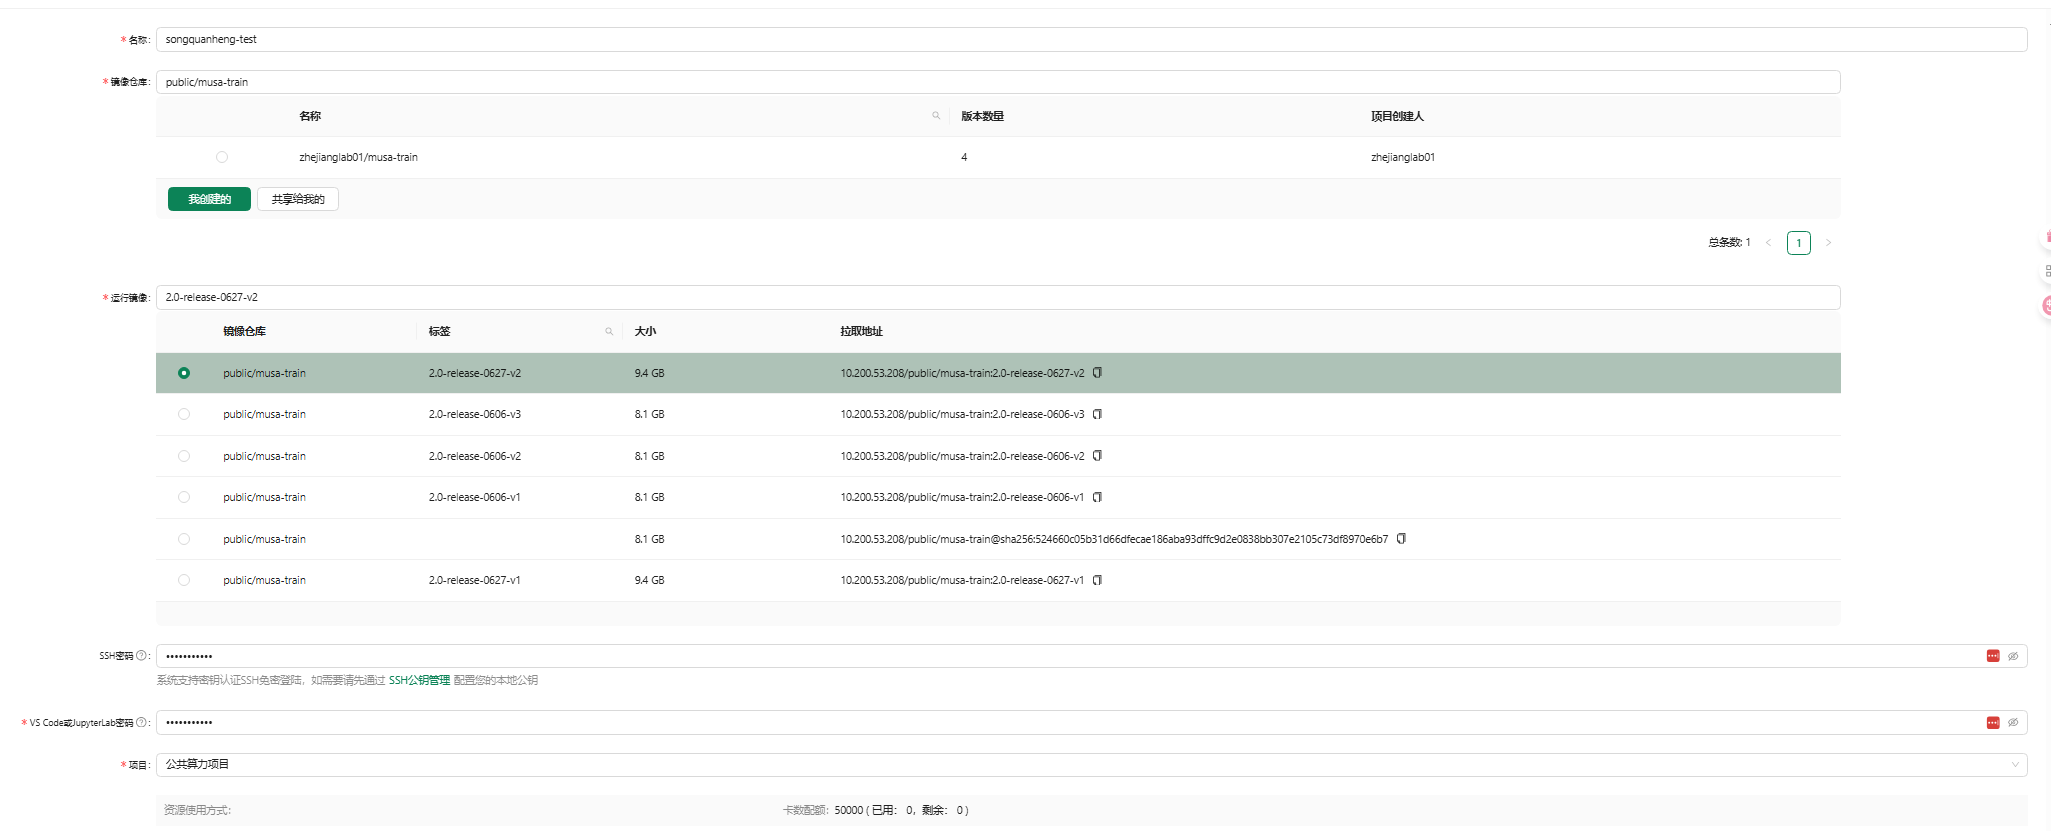 * 名称: songquanheng-test
* 镜像仓库: public/musa-train
名称 版本数量 项目创建人
zhejianglab01/musa-train 4 zhejianglab01
我创建的 共享给我的
总条数: 1 < 1 >
* 运行镜像: 2.0-release-0627-v2
镜像仓库 标签 大小 拉取地址
public/musa-train 2.0-release-0627-v2 9.4 GB 10.200.53.208/public/musa-train:2.0-release-0627-v2
public/musa-train 2.0-release-0606-v3 8.1 GB 10.200.53.208/public/musa-train:2.0-release-0606-v3
public/musa-train 2.0-release-0606-v2 8.1 GB 10.200.53.208/public/musa-train:2.0-release-0606-v2
public/musa-train 2.0-release-0606-v1 8.1 GB 10.200.53.208/public/musa-train:2.0-release-0606-v1
public/musa-train 8.1 GB 10.200.53.208/public/musa-train@sha256:524660c05b31d66dfecae186aba93dffc9d2e0838bb307e2105c73df8970e6b7
public/musa-train 2.0-release-0627-v1 9.4 GB 10.200.53.208/public/musa-train:2.0-release-0627-v1
SSH密码 ? : •••••••••••
系统支持密钥认证SSH免密登陆，如需要请先通过 SSH公钥管理 配置您的本地公钥
* VS Code或JupyterLab密码 ? : •••••••••••
* 项目: 公共算力项目
资源使用方式: 卡数配额: 50000 ( 已用: 0, 剩余: 0 )